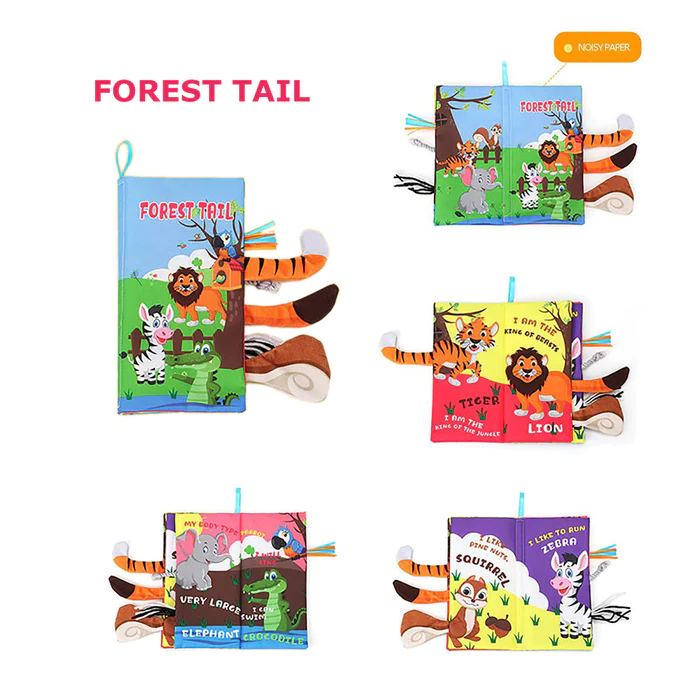 NOISY PAPER
FOREST TAIL
FOREST TAIL
FOREST TAIL
I AM THE
KING OF BEASTS
TIGER
I AM THE
KING OF THE JUNGLE
LION
MY BODY TYPE
PARROT
I WILL
VERY LARGE
I CAN
SWIM
ELEPHANT
CROCODILE
I LIKE
PINE NUTS
SQUIRREL
I LIKE TO RUN
ZEBRA